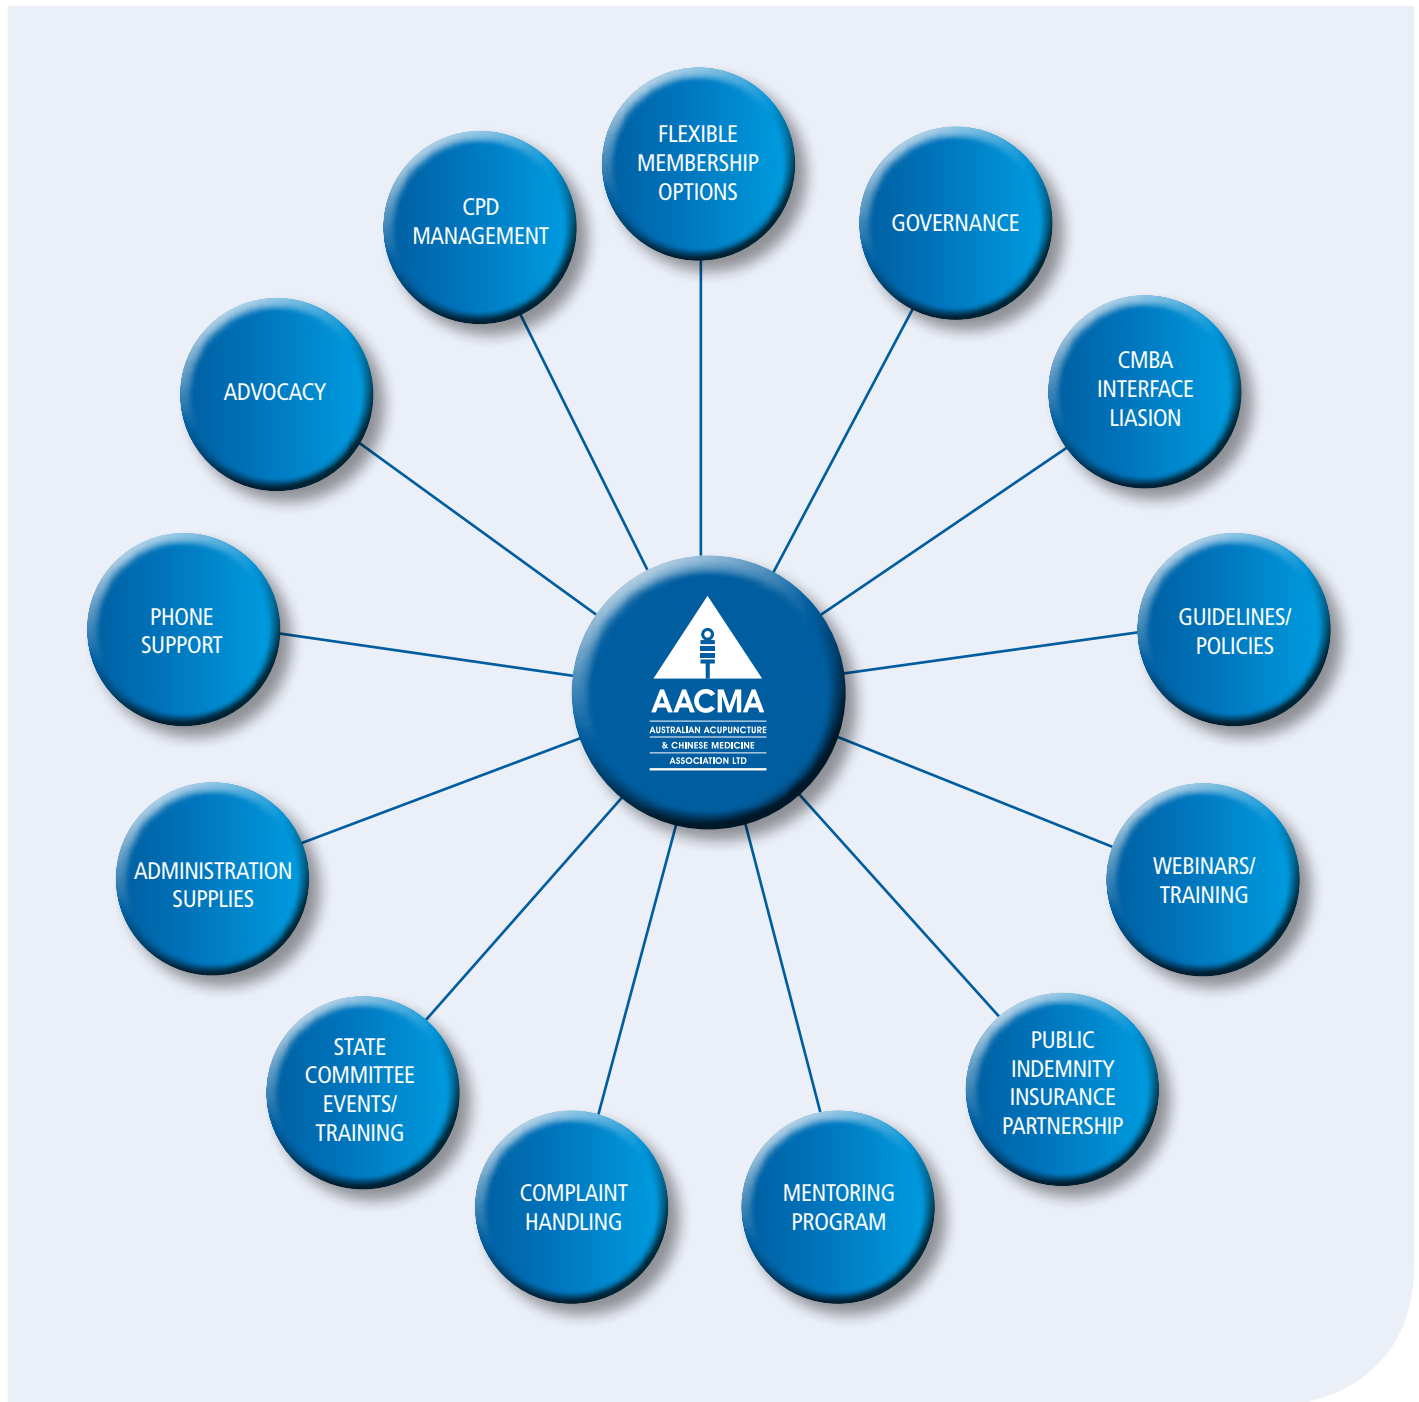 FLEXIBLE
MEMBERSHIP
OPTIONS
GOVERNANCE
CMBA
INTERFACE
LIASION
GUIDELINES/
POLICIES
WEBINARS/
TRAINING
PUBLIC
INDEMNITY
INSURANCE
PARTNERSHIP
MENTORING
PROGRAM
COMPLAINT
HANDLING
STATE
COMMITTEE
EVENTS/
TRAINING
ADMINISTRATION
SUPPLIES
PHONE
SUPPORT
ADVOCACY
CPD
MANAGEMENT
AACMA
AUSTRALIAN ACUPUNCTURE
& CHINESE MEDICINE
ASSOCIATION LTD